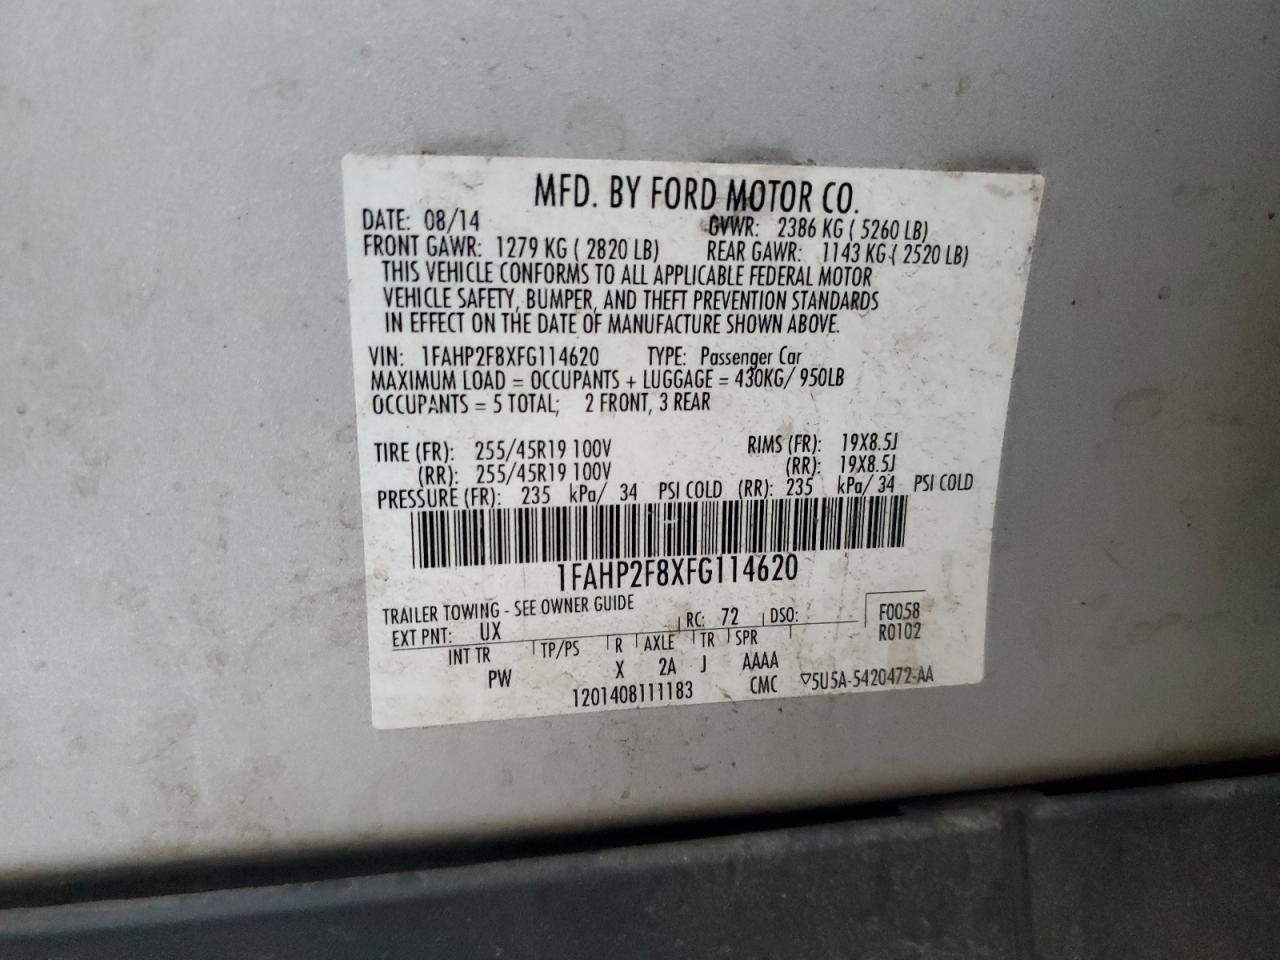 MFD. BY FORD MOTOR CO.
DATE: 08/14 GVWR: 2386 KG ( 5260 LB)
FRONT GAWR: 1279 KG ( 2820 LB) REAR GAWR: 1143 KG ( 2520 LB)
THIS VEHICLE CONFORMS TO ALL APPLICABLE FEDERAL MOTOR
VEHICLE SAFETY, BUMPER, AND THEFT PREVENTION STANDARDS
IN EFFECT ON THE DATE OF MANUFACTURE SHOWN ABOVE.
VIN: 1FAHP2F8XFG114620 TYPE: Passenger Car
MAXIMUM LOAD = OCCUPANTS + LUGGAGE = 430KG/ 950LB
OCCUPANTS = 5 TOTAL; 2 FRONT, 3 REAR
TIRE (FR): 255/45R19 100V RIMS (FR): 19X8.5J
(RR): 255/45R19 100V (RR): 19X8.5J
PRESSURE (FR): 235 kPa/ 34 PSI COLD (RR): 235 kPa/ 34 PSI COLD
1FAHP2F8XFG114620
TRAILER TOWING - SEE OWNER GUIDE
EXT PNT: UX RC: 72 DSO: F0058
R0102
INT TR TP/PS R AXLE TR SPR
PW X 2A J AAAA
1201408111183 CMC ▽5U5A-5420472-AA